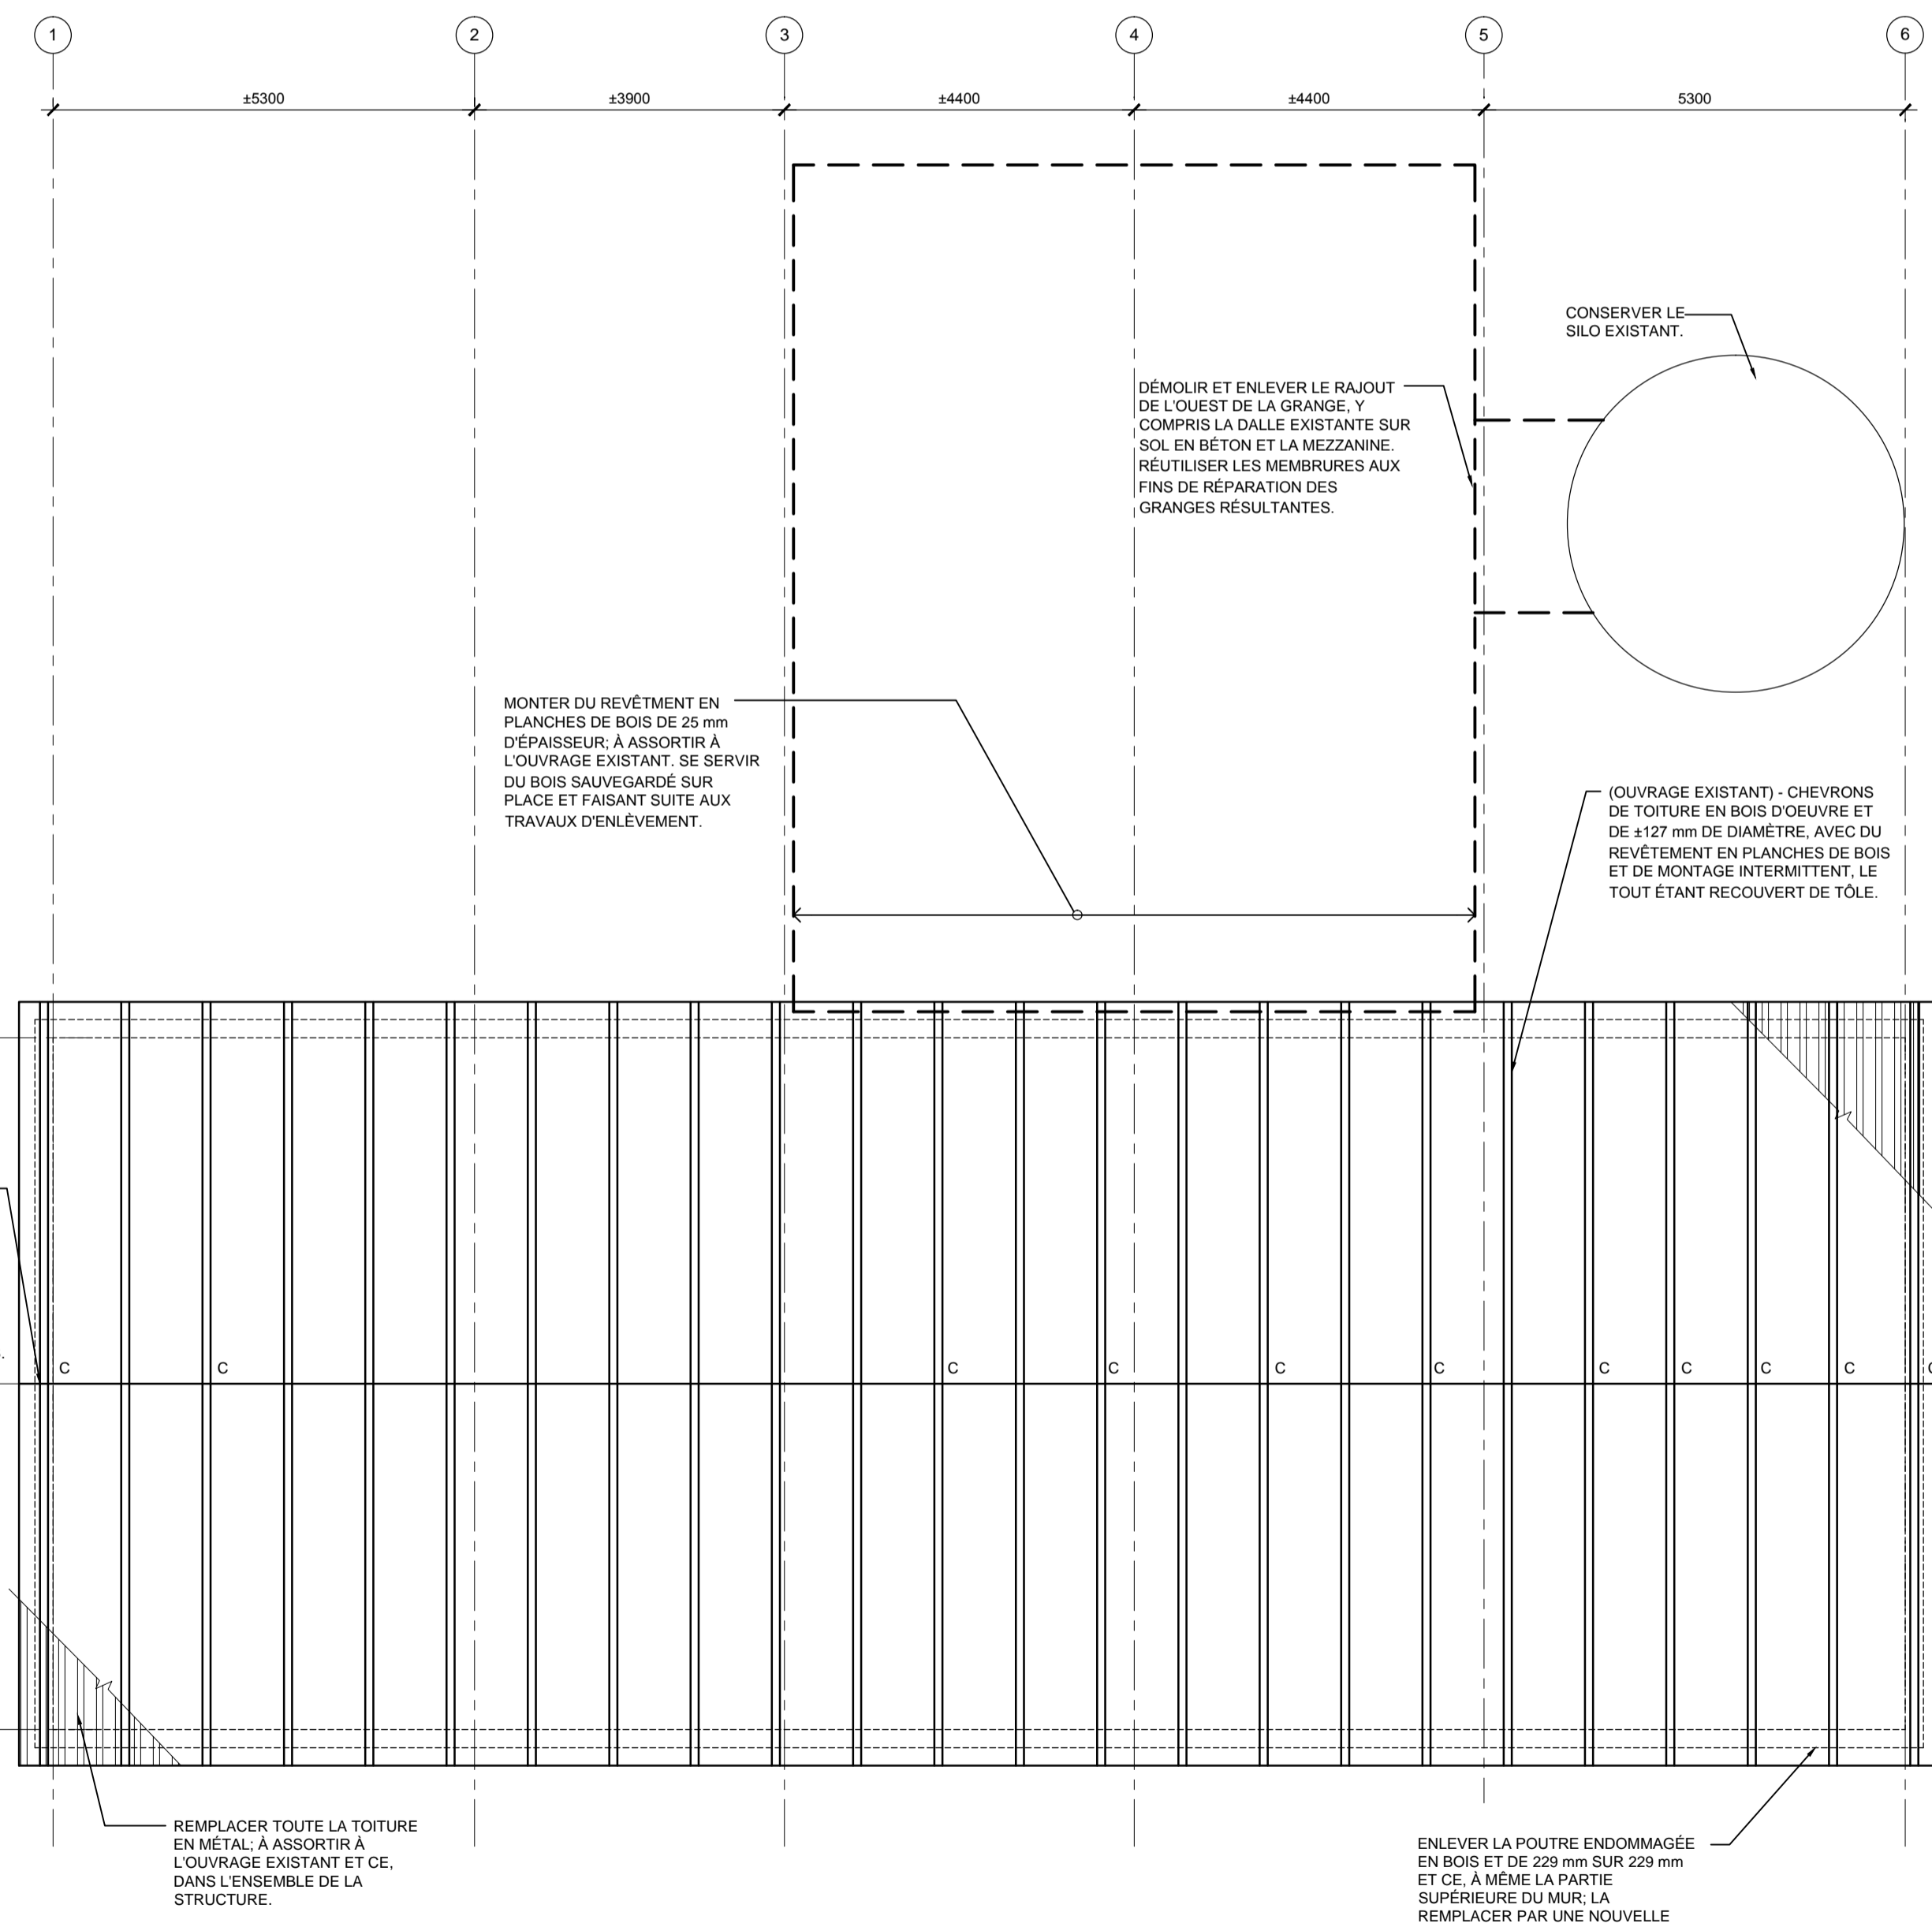 1 2 3 4 5 6
±5300 ±3900 ±4400 ±4400 5300
CONSERVER LE
SILO EXISTANT.
DÉMOLIR ET ENLEVER LE RAJOUT
DE L'OUEST DE LA GRANGE, Y
COMPRIS LA DALLE EXISTANTE SUR
SOL EN BÉTON ET LA MEZZANINE.
RÉUTILISER LES MEMBRURES AUX
FINS DE RÉPARATION DES
GRANGES RÉSULTANTES.
MONTER DU REVÊTMENT EN
PLANCHES DE BOIS DE 25 mm
D'ÉPAISSEUR; À ASSORTIR À
L'OUVRAGE EXISTANT. SE SERVIR
DU BOIS SAUVEGARDÉ SUR
PLACE ET FAISANT SUITE AUX
TRAVAUX D'ENLÈVEMENT.
(OUVRAGE EXISTANT) - CHEVRONS
DE TOITURE EN BOIS D'OEUVRE ET
DE ±127 mm DE DIAMÈTRE, AVEC DU
REVÊTEMENT EN PLANCHES DE BOIS
ET DE MONTAGE INTERMITTENT, LE
TOUT ÉTANT RECOUVERT DE TÔLE.
C C C C C C C C C C
REMPLACER TOUTE LA TOITURE
EN MÉTAL; À ASSORTIR À
L'OUVRAGE EXISTANT ET CE,
DANS L'ENSEMBLE DE LA
STRUCTURE.
ENLEVER LA POUTRE ENDOMMAGÉE
EN BOIS ET DE 229 mm SUR 229 mm
ET CE, À MÊME LA PARTIE
SUPÉRIEURE DU MUR; LA
REMPLACER PAR UNE NOUVELLE